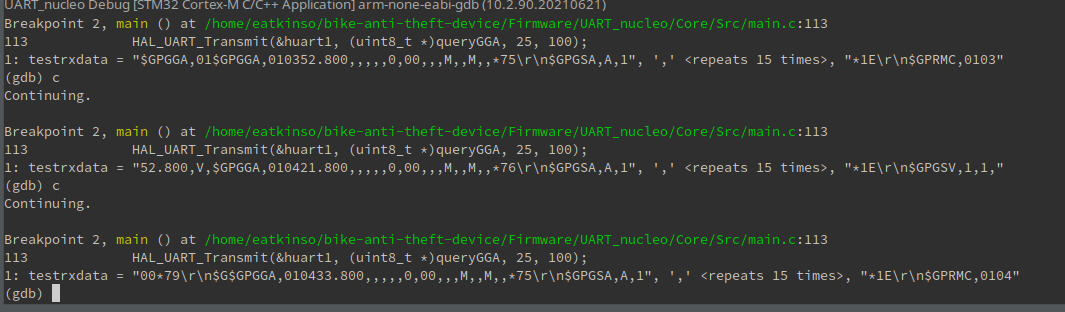 UART_nucleo Debug [STM32 Cortex-M C/C++ Application] arm-none-eabi-gdb (10.2.90.20210621)
Breakpoint 2, main () at /home/eatkinso/bike-anti-theft-device/Firmware/UART_nucleo/Core/Src/main.c:113
113 HAL_UART_Transmit(&huart1, (uint8_t *)queryGGA, 25, 100);
1: testrxdata = "$GPGGA,01$GPGGA,010352.800,,,,,0,00,,,M,,M,,*75\r\n$GPGSA,A,1", ',' <repeats 15 times>, "*1E\r\n$GPRMC,0103"
(gdb) c
Continuing.
Breakpoint 2, main () at /home/eatkinso/bike-anti-theft-device/Firmware/UART_nucleo/Core/Src/main.c:113
113 HAL_UART_Transmit(&huart1, (uint8_t *)queryGGA, 25, 100);
1: testrxdata = "52.800,V,$GPGGA,010421.800,,,,,0,00,,,M,,M,,*76\r\n$GPGSA,A,1", ',' <repeats 15 times>, "*1E\r\n$GPGSV,1,1,"
(gdb) c
Continuing.
Breakpoint 2, main () at /home/eatkinso/bike-anti-theft-device/Firmware/UART_nucleo/Core/Src/main.c:113
113 HAL_UART_Transmit(&huart1, (uint8_t *)queryGGA, 25, 100);
1: testrxdata = "00*79\r\n$G$GPGGA,010433.800,,,,,0,00,,,M,,M,,*75\r\n$GPGSA,A,1", ',' <repeats 15 times>, "*1E\r\n$GPRMC,0104"
(gdb)